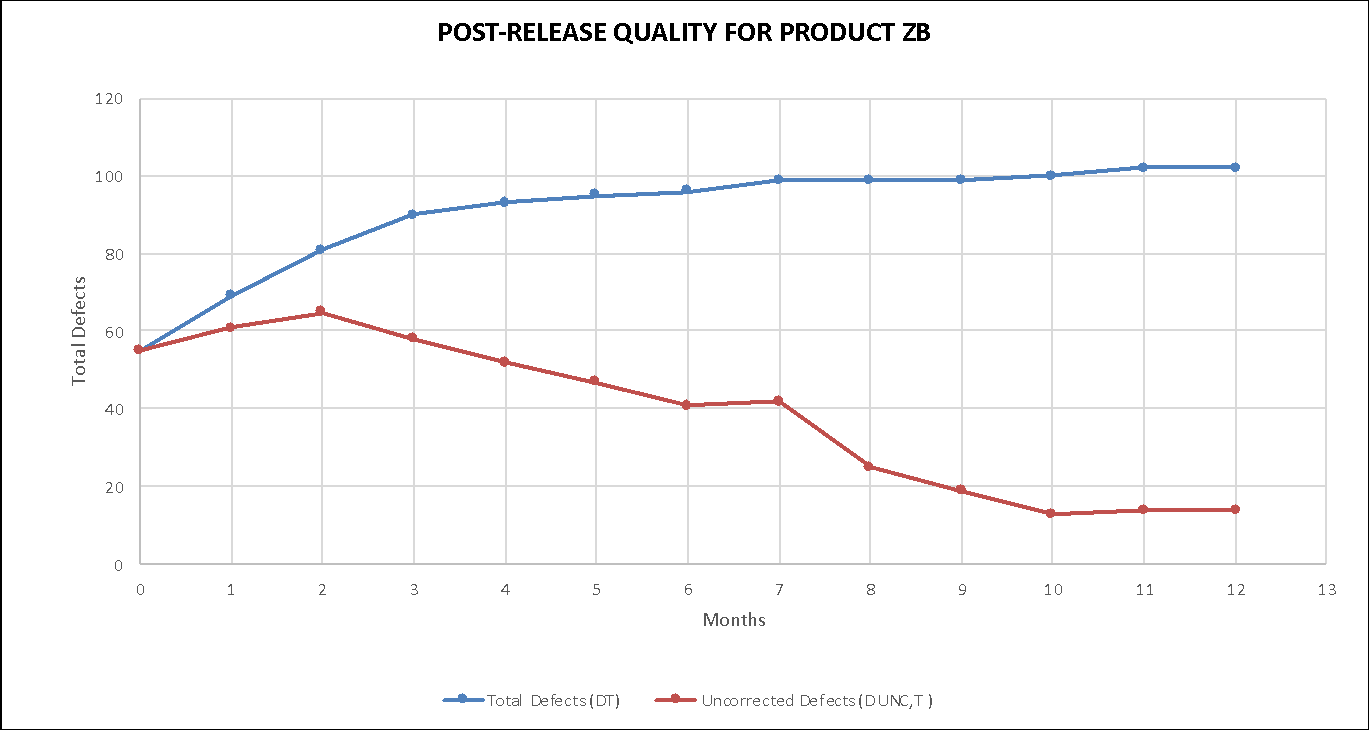 POST-RELEASE QUALITY FOR PRODUCT ZB
120
100
80
60
40
20
0
Total Defects
0 1 2 3 4 5 6 7 8 9 10 11 12 13
Months
Total Defects (DT) Uncorrected Defects (D UNC,T )